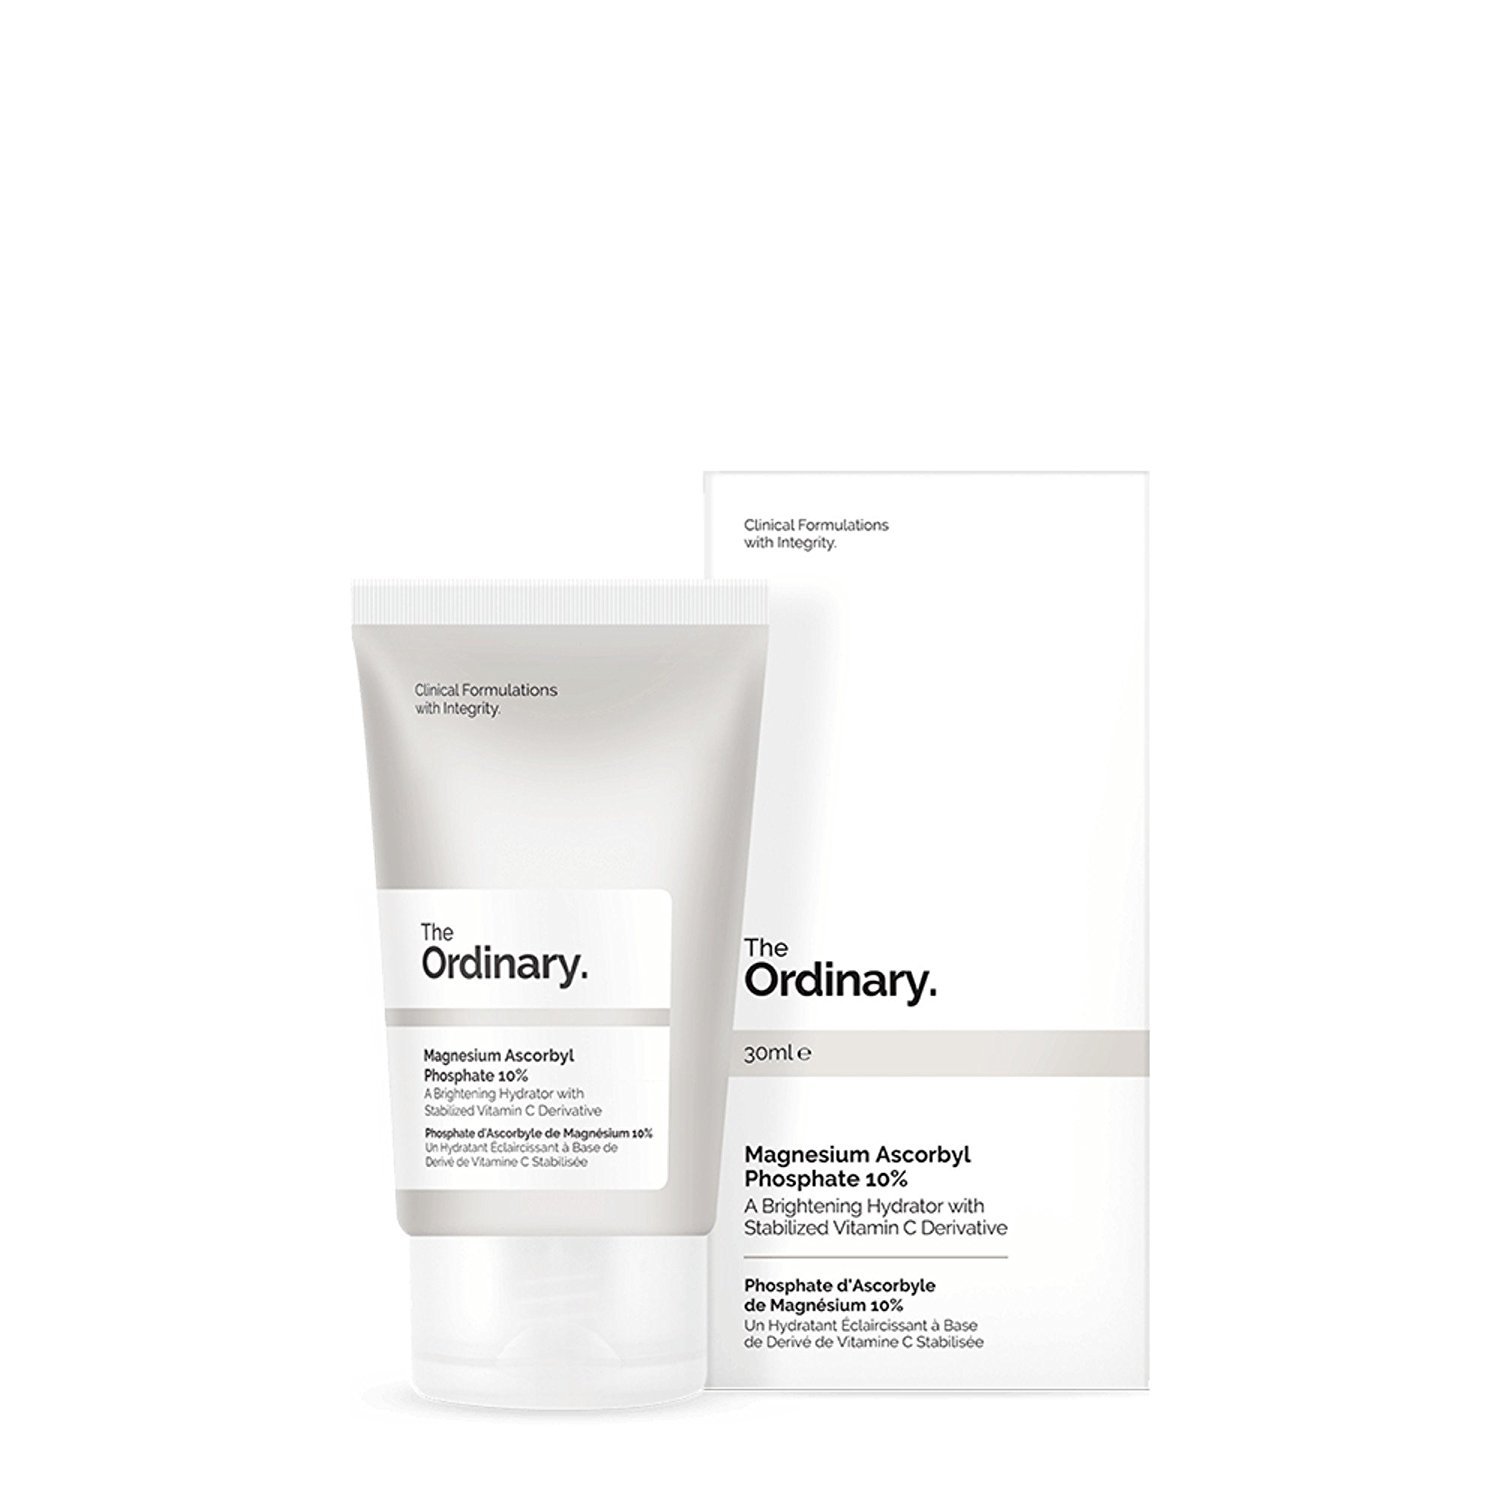 Clinical Formulations
with Integrity.
The
Ordinary.
Magnesium Ascorbyl
Phosphate 10%
A Brightening Hydrator with
Stabilized Vitamin C Derivative
Phosphate d'Ascorbyle de Magnésium 10%
Un Hydratant Éclaircissant à Base de
Derivé de Vitamine C Stabilisée
Clinical Formulations
with Integrity.
The
Ordinary.
30ml ℮
Magnesium Ascorbyl
Phosphate 10%
A Brightening Hydrator with
Stabilized Vitamin C Derivative
Phosphate d'Ascorbyle
de Magnésium 10%
Un Hydratant Éclaircissant à Base
de Derivé de Vitamine C Stabilisée